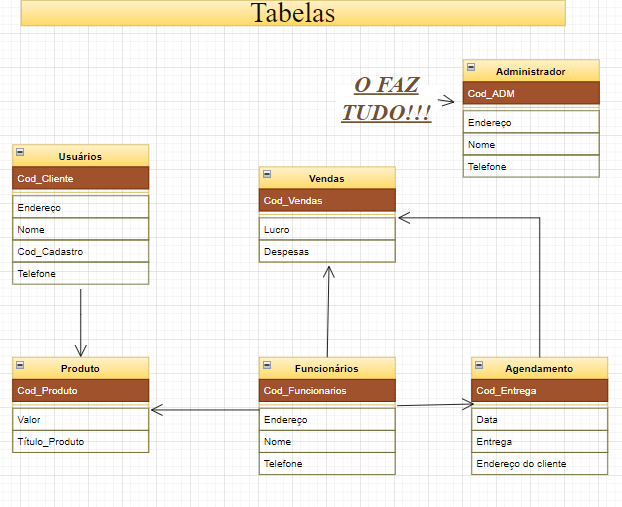 Tabelas
O FAZ
TUDO!!!
Administrador
Cod_ADM
Endereço
Nome
Telefone
Usuários
Cod_Cliente
Endereço
Nome
Cod_Cadastro
Telefone
Vendas
Cod_Vendas
Lucro
Despesas
Produto
Cod_Produto
Valor
Título_Produto
Funcionários
Cod_Funcionarios
Endereço
Nome
Telefone
Agendamento
Cod_Entrega
Data
Entrega
Endereço do cliente